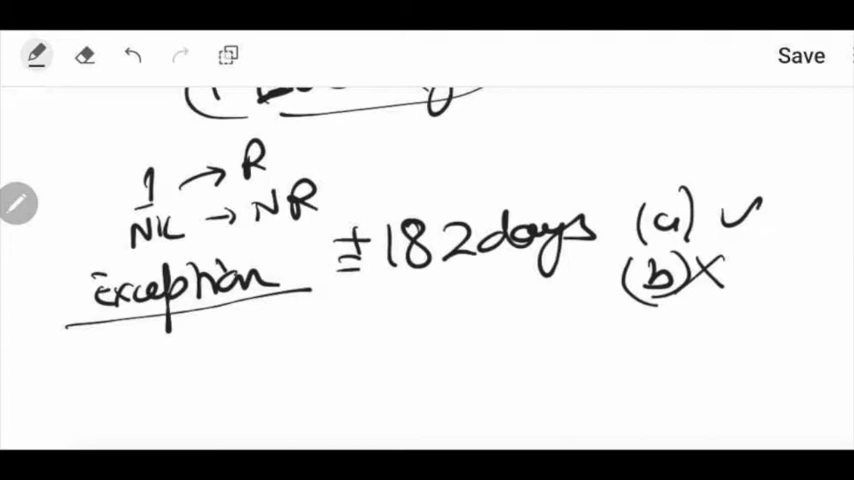 Save
1 → R
NIL → NR
Exception ± 182 days (a) ✓
(b) X